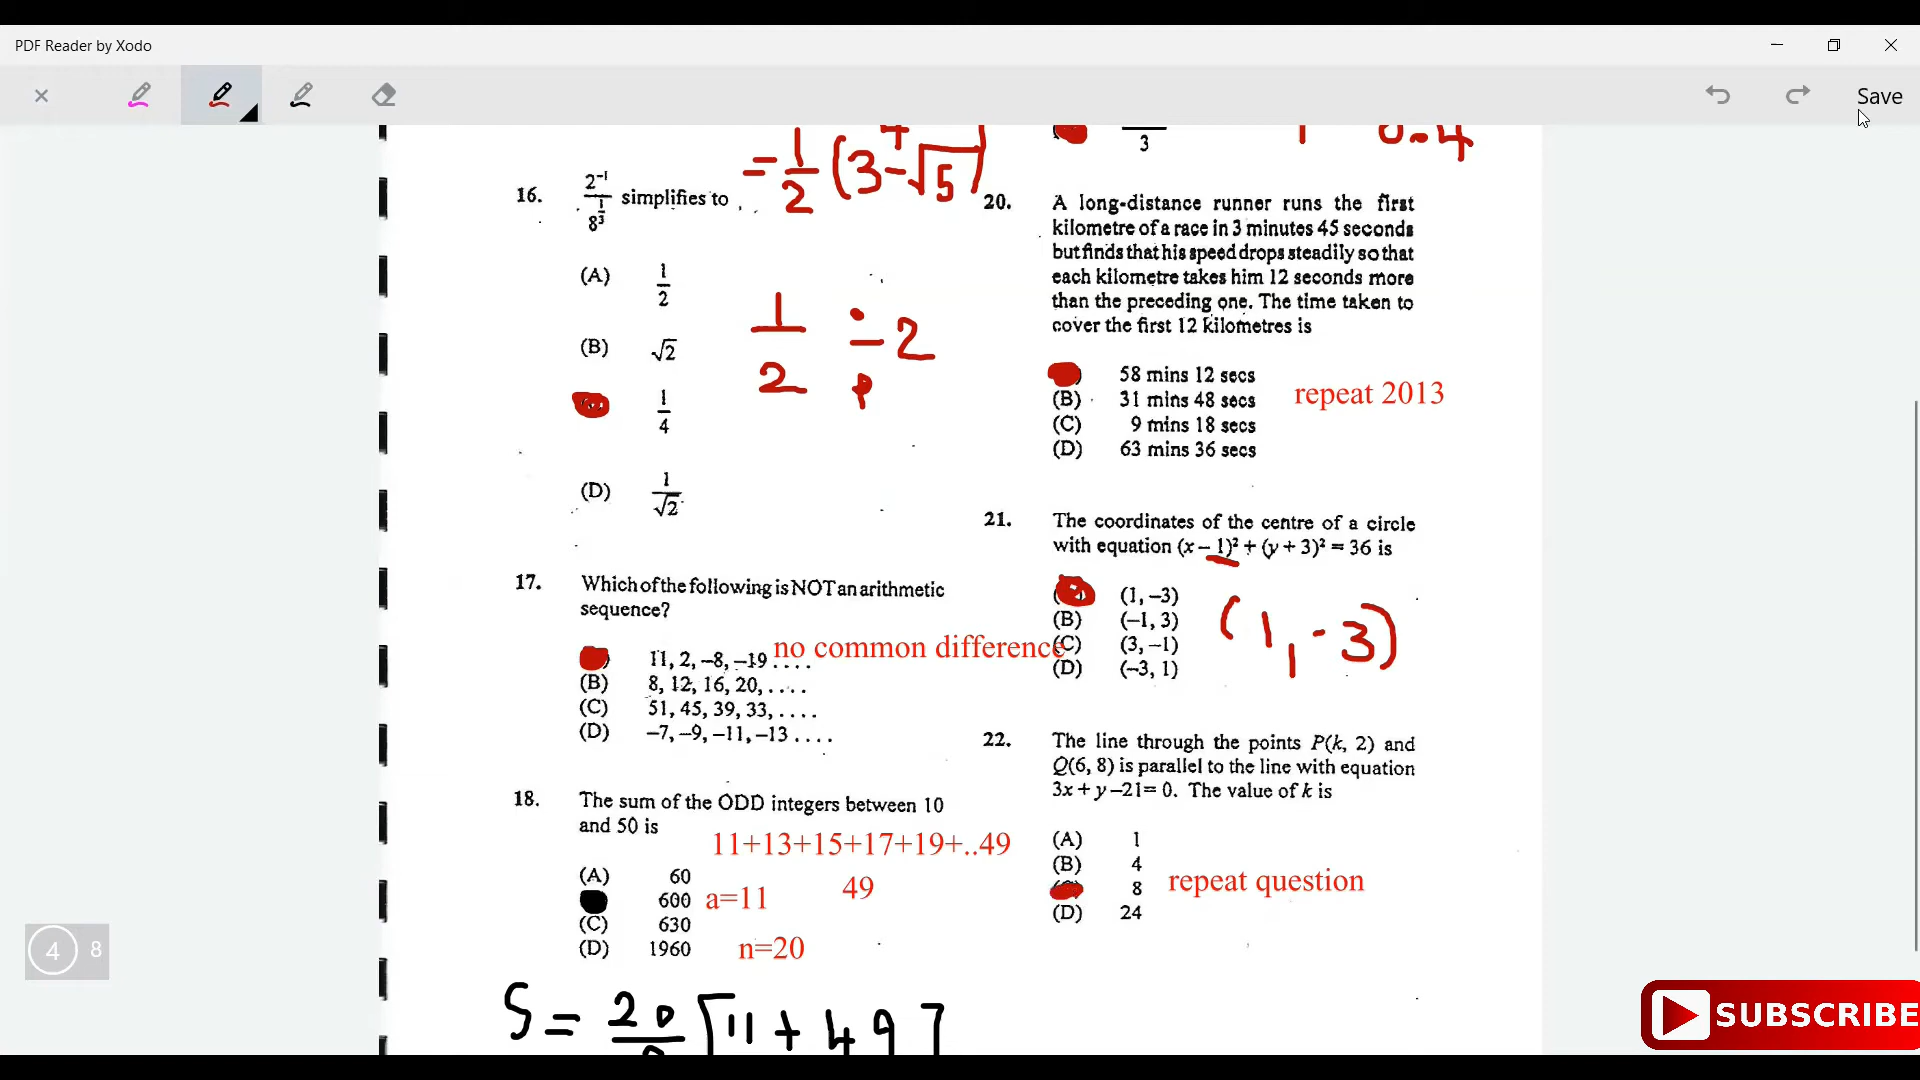 PDF Reader by Xodo
Save
= 1/2 (3 - √5)
3
0.4
16. 2⁻¹/8^(1/3) simplifies to
(A) 1/2
(B) √2
1/4
(D) 1/√2
1/2 ÷ 2
17. Which of the following is NOT an arithmetic
sequence?
11, 2, –8, –19 . . . .
no common difference
(B) 8, 12, 16, 20, . . . .
(C) 51, 45, 39, 33, . . . .
(D) –7, –9, –11, –13 . . . .
18. The sum of the ODD integers between 10
and 50 is
11+13+15+17+19+..49
(A) 60
600
a=11
49
(C) 630
(D) 1960
n=20
S = 20/2 [11 + 49]
20. A long-distance runner runs the first
kilometre of a race in 3 minutes 45 seconds
but finds that his speed drops steadily so that
each kilometre takes him 12 seconds more
than the preceding one. The time taken to
cover the first 12 kilometres is
58 mins 12 secs
(B) 31 mins 48 secs
(C) 9 mins 18 secs
(D) 63 mins 36 secs
repeat 2013
21. The coordinates of the centre of a circle
with equation (x – 1)² + (y + 3)² = 36 is
(1, –3)
(B) (–1, 3)
(C) (3, –1)
(D) (–3, 1)
(1, -3)
22. The line through the points P(k, 2) and
Q(6, 8) is parallel to the line with equation
3x + y –21= 0. The value of k is
(A) 1
(B) 4
8
(D) 24
repeat question
4 8
SUBSCRIBE